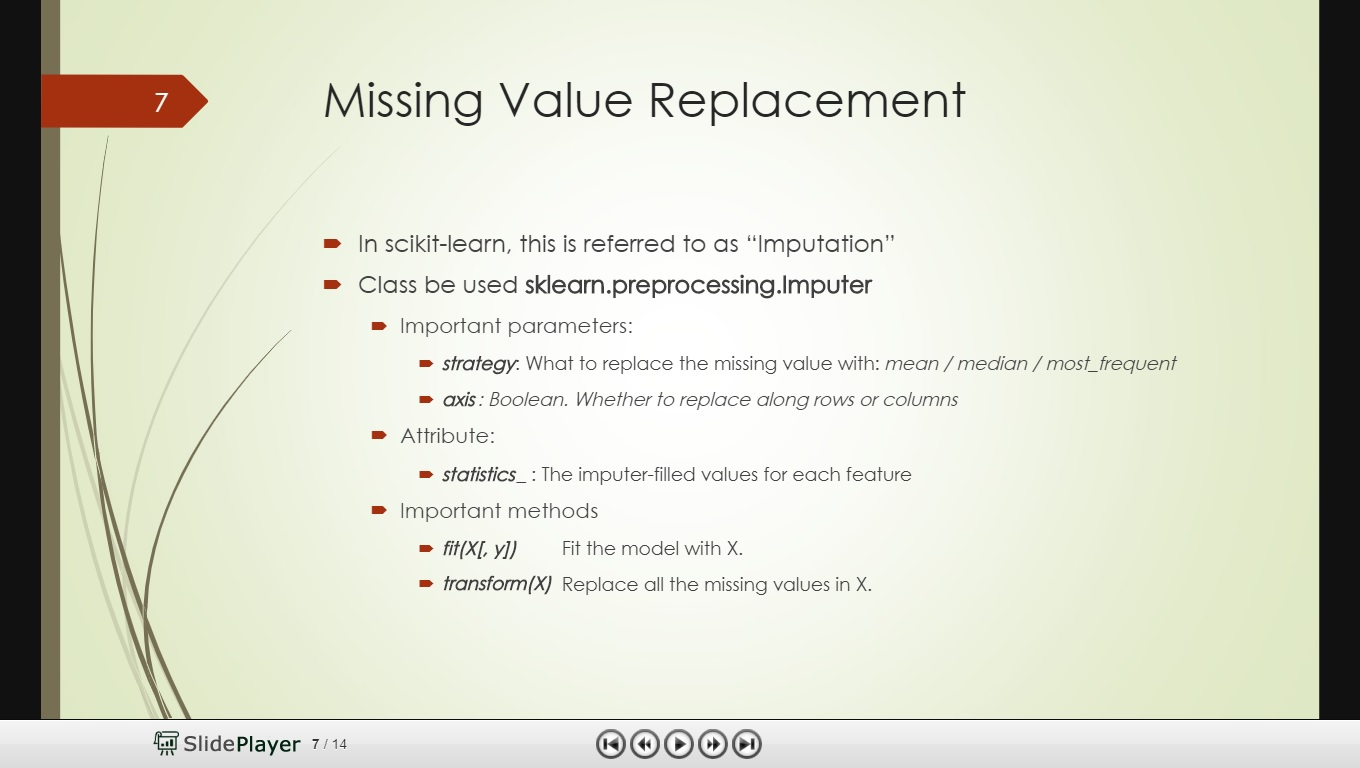 7
Missing Value Replacement
In scikit-learn, this is referred to as “Imputation”
Class be used sklearn.preprocessing.Imputer
Important parameters:
strategy: What to replace the missing value with: mean / median / most_frequent
axis : Boolean. Whether to replace along rows or columns
Attribute:
statistics_ : The imputer-filled values for each feature
Important methods
fit(X[, y]) Fit the model with X.
transform(X) Replace all the missing values in X.
SlidePlayer 7 / 14